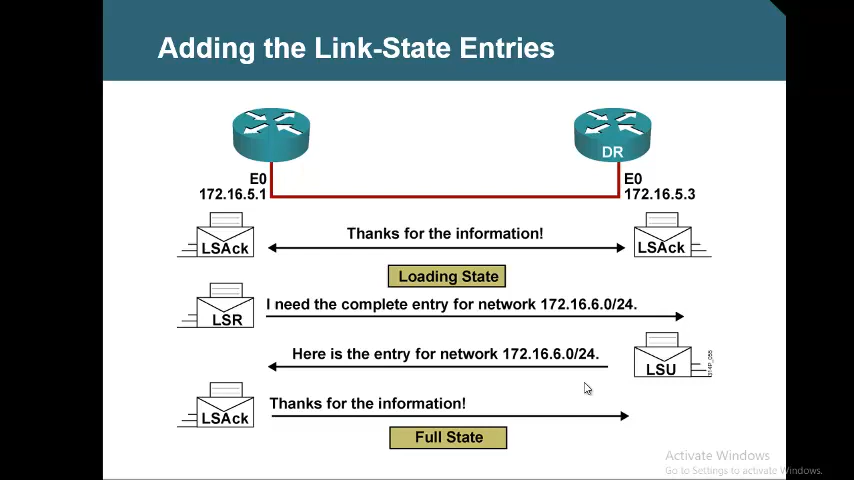 Adding the Link-State Entries
DR
E0
172.16.5.1
E0
172.16.5.3
LSAck
Thanks for the information!
LSAck
Loading State
LSR
I need the complete entry for network 172.16.6.0/24.
Here is the entry for network 172.16.6.0/24.
LSU
LSAck
Thanks for the information!
Full State
Activate Windows
Go to Settings to activate Windows.